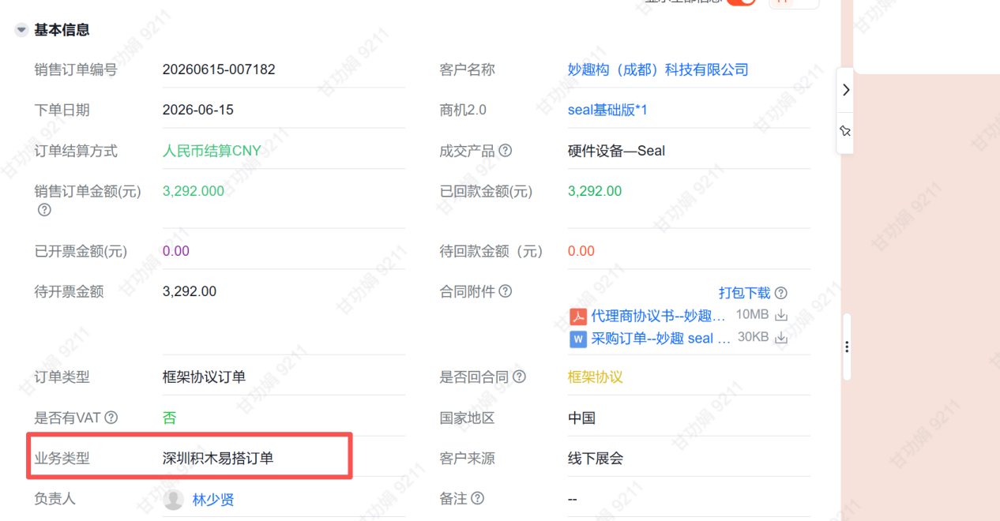 基本信息
销售订单编号 20260615-007182 客户名称 妙趣构（成都）科技有限公司
下单日期 2026-06-15 商机2.0 seal基础版*1
订单结算方式 人民币结算CNY 成交产品 硬件设备—Seal
销售订单金额(元) 3,292.000 已回款金额(元) 3,292.00
已开票金额(元) 0.00 待回款金额（元） 0.00
待开票金额 3,292.00 合同附件 打包下载
代理商协议书--妙趣... 10MB
采购订单--妙趣 seal ... 30KB
订单类型 框架协议订单 是否回合同 框架协议
是否有VAT 否 国家地区 中国
业务类型 深圳积木易搭订单 客户来源 线下展会
负责人 林少贤 备注 --
甘功娟 9211